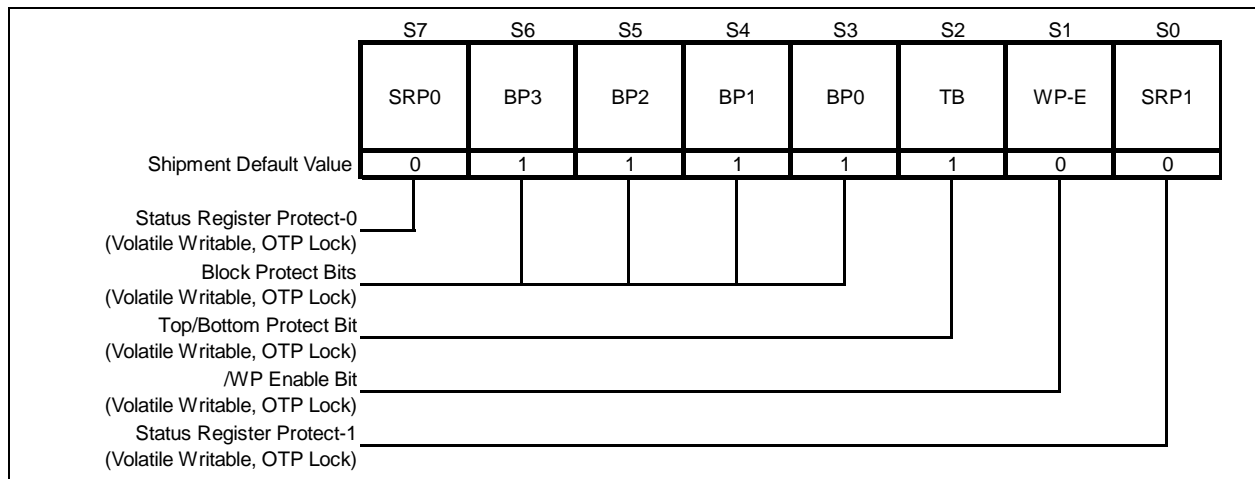 S7 S6 S5 S4 S3 S2 S1 S0
SRP0 BP3 BP2 BP1 BP0 TB WP-E SRP1
Shipment Default Value 0 1 1 1 1 1 0 0
Status Register Protect-0
(Volatile Writable, OTP Lock)
Block Protect Bits
(Volatile Writable, OTP Lock)
Top/Bottom Protect Bit
(Volatile Writable, OTP Lock)
/WP Enable Bit
(Volatile Writable, OTP Lock)
Status Register Protect-1
(Volatile Writable, OTP Lock)